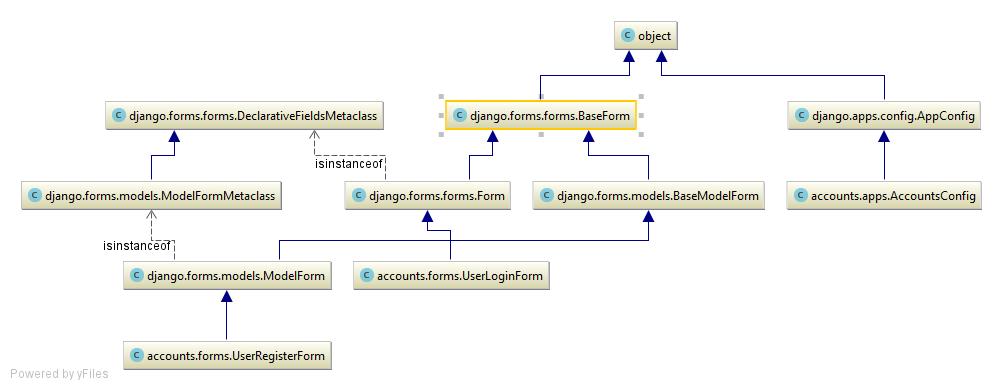 C object
C django.forms.forms.DeclarativeFieldsMetaclass
C django.forms.forms.BaseForm
C django.apps.config.AppConfig
isinstanceof
C django.forms.models.ModelFormMetaclass
C django.forms.forms.Form
C django.forms.models.BaseModelForm
C accounts.apps.AccountsConfig
isinstanceof
C django.forms.models.ModelForm
C accounts.forms.UserLoginForm
C accounts.forms.UserRegisterForm
Powered by yFiles